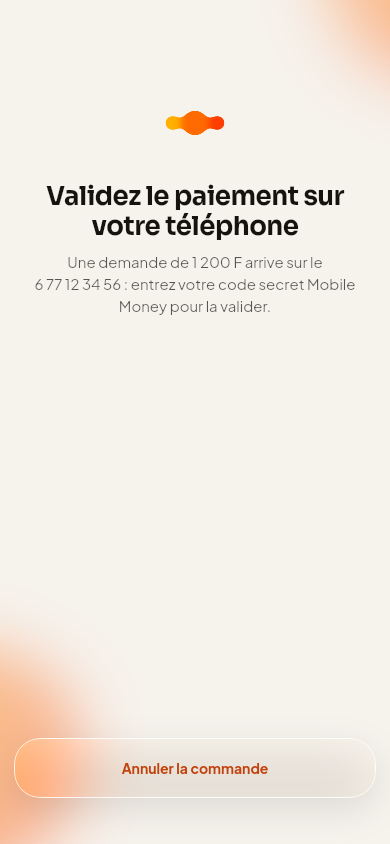 Validez le paiement sur
votre téléphone
Une demande de 1 200 F arrive sur le
6 77 12 34 56 : entrez votre code secret Mobile
Money pour la valider.
Annuler la commande